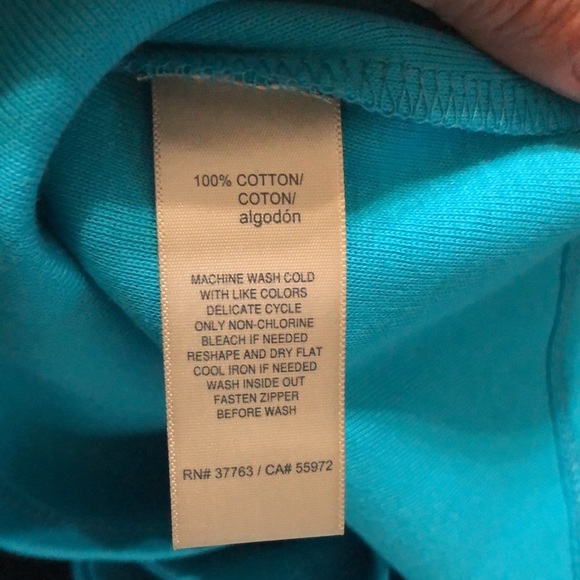 100% COTTON/
COTON/
algodón
MACHINE WASH COLD
WITH LIKE COLORS
DELICATE CYCLE
ONLY NON-CHLORINE
BLEACH IF NEEDED
RESHAPE AND DRY FLAT
COOL IRON IF NEEDED
WASH INSIDE OUT
FASTEN ZIPPER
BEFORE WASH
RN# 37763 / CA# 55972